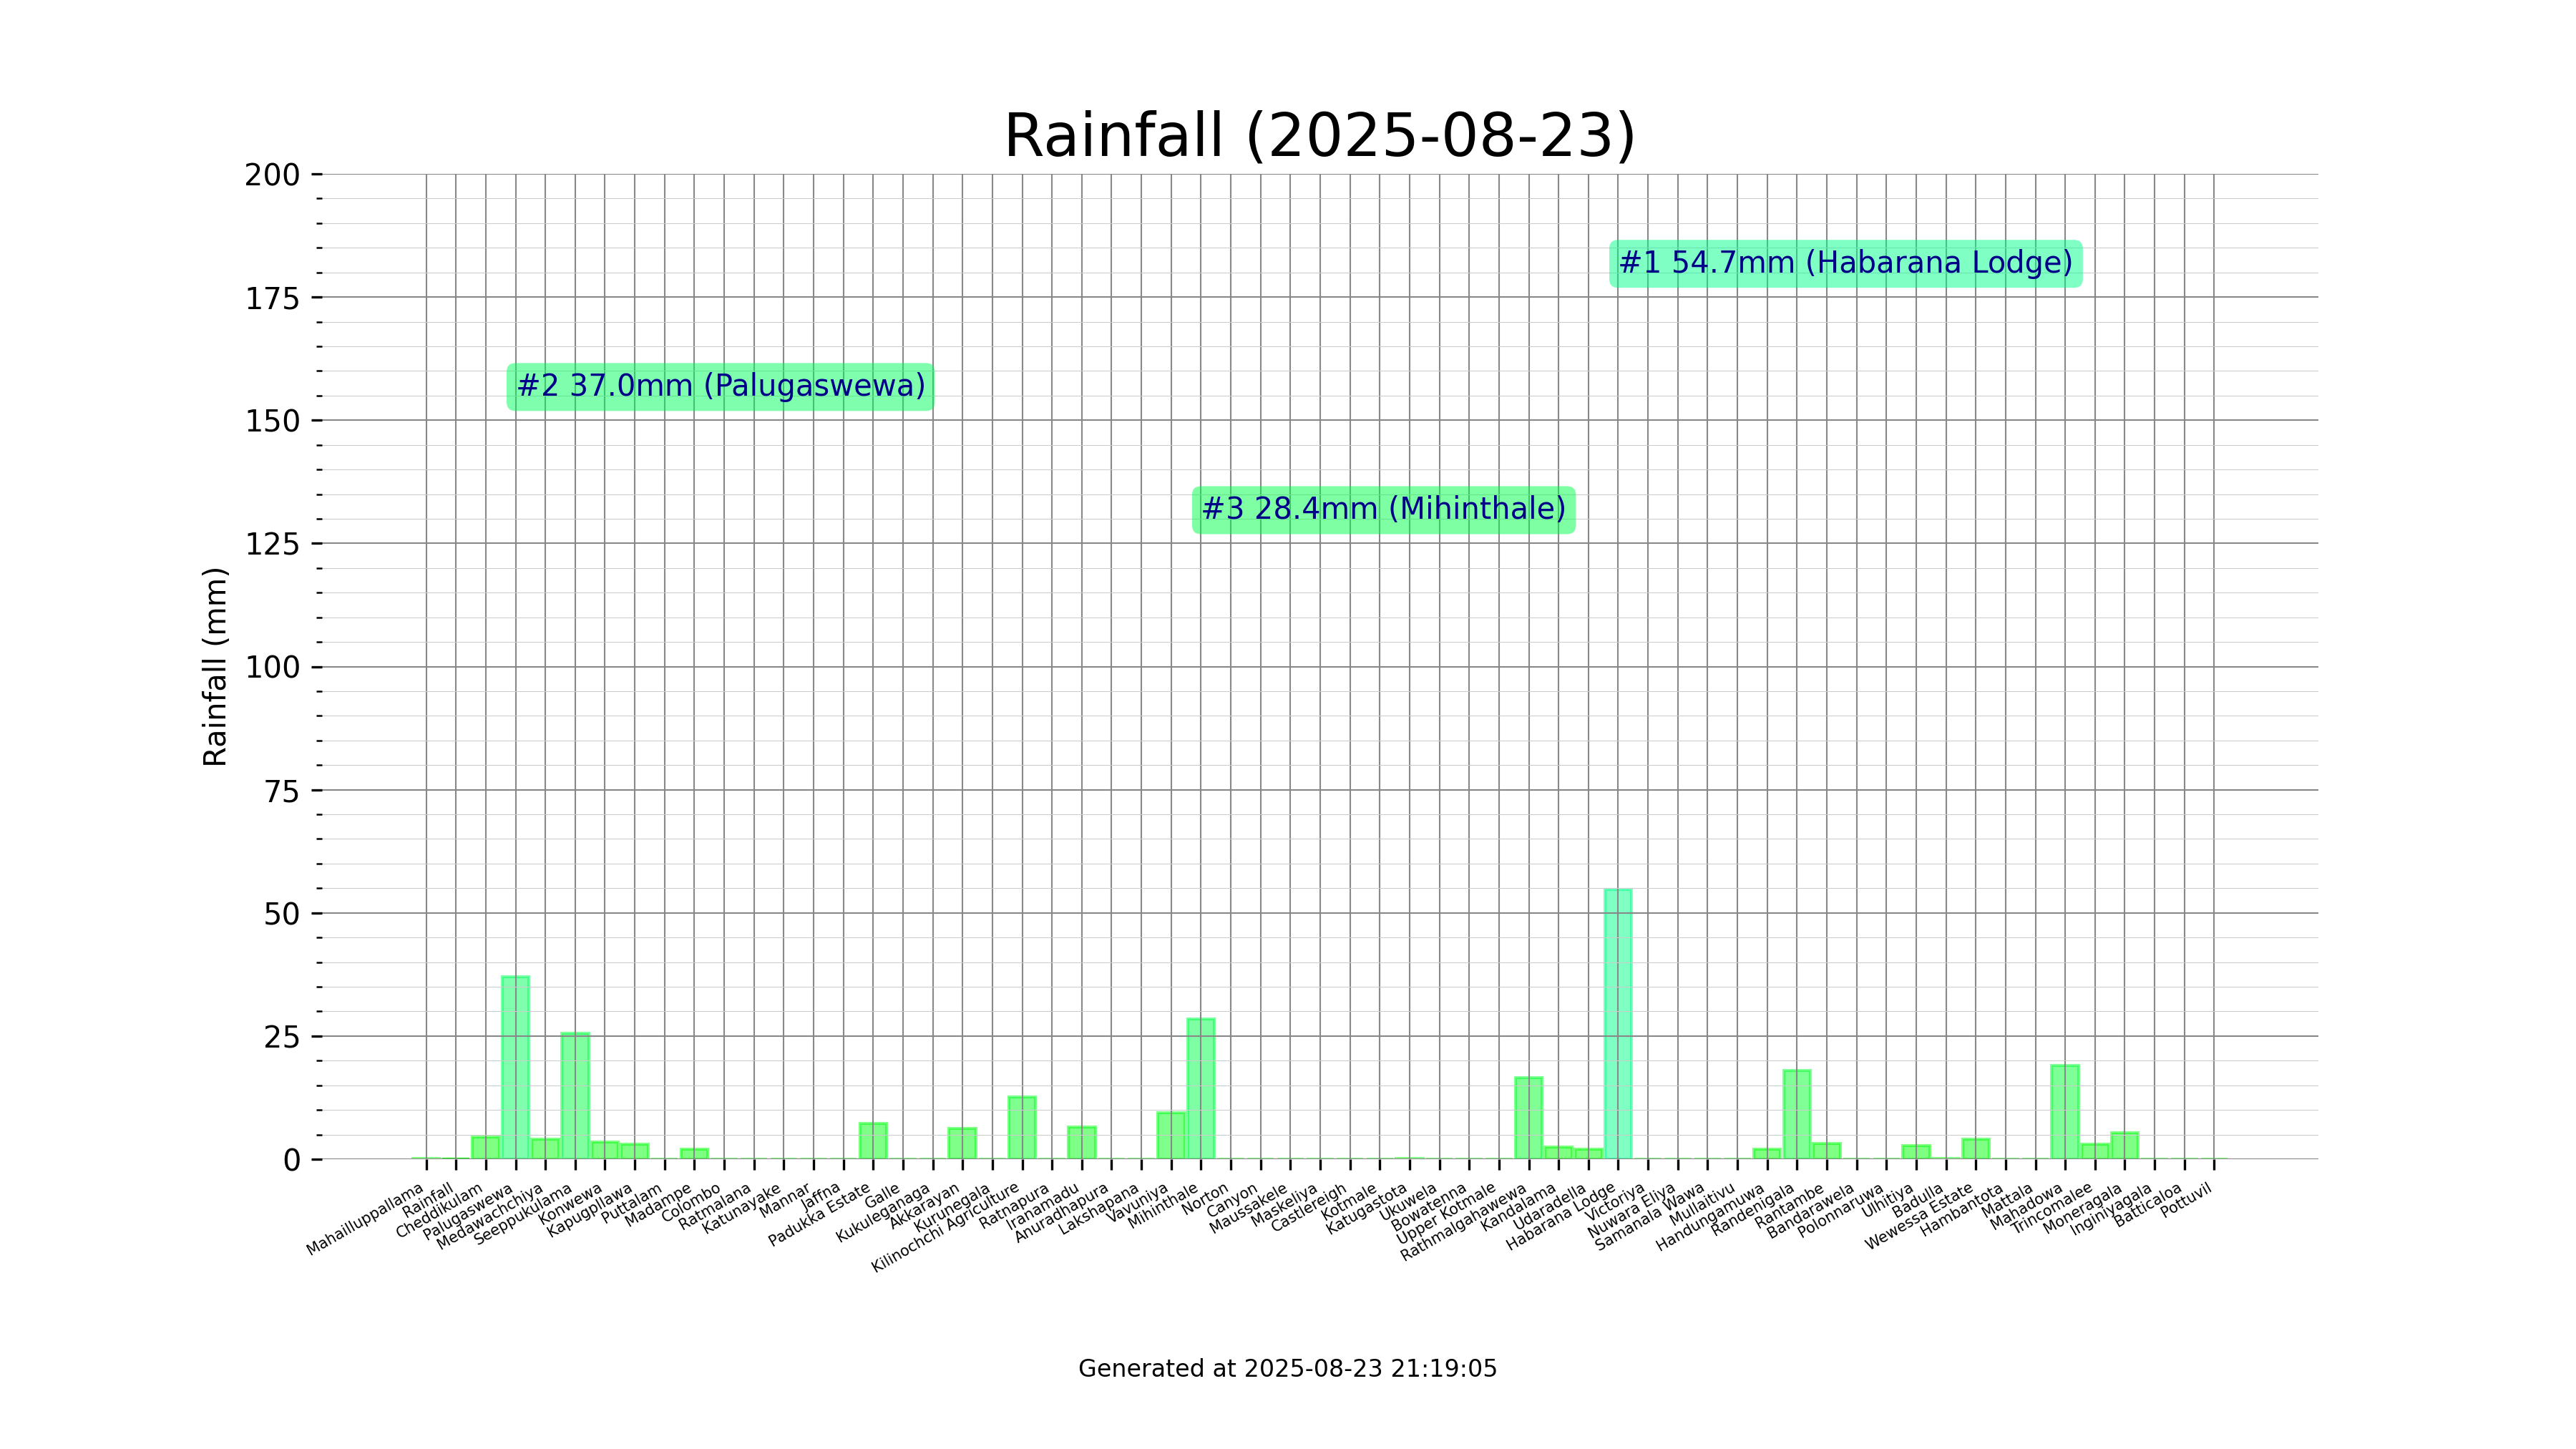 Rainfall (2025-08-23)
200
175
150
125
100
75
50
25
0
Rainfall (mm)
#1 54.7mm (Habarana Lodge)
#2 37.0mm (Palugaswewa)
#3 28.4mm (Mihinthale)
Mahailluppallama
Rainfall
Cheddikulam
Palugaswewa
Medawachchiya
Seeppukulama
Konwewa
Kapugpllawa
Puttalam
Madampe
Colombo
Ratmalana
Katunayake
Mannar
Jaffna
Padukka Estate
Galle
Kukuleganaga
Akkarayan
Kurunegala
Kilinochchi Agriculture
Ratnapura
Iranamadu
Anuradhapura
Lakshapana
Vavuniya
Mihinthale
Norton
Canyon
Maussakele
Maskeliya
Castlereigh
Kotmale
Katugastota
Ukuwela
Bowatenna
Upper Kotmale
Rathmalgahawewa
Kandalama
Udaradella
Habarana Lodge
Victoriya
Nuwara Eliya
Samanala Wawa
Mullaitivu
Handungamuwa
Randenigala
Rantambe
Bandarawela
Polonnaruwa
Ulhitiya
Badulla
Wewessa Estate
Hambantota
Mattala
Mahadowa
Trincomalee
Moneragala
Inginiyagala
Batticaloa
Pottuvil
Generated at 2025-08-23 21:19:05